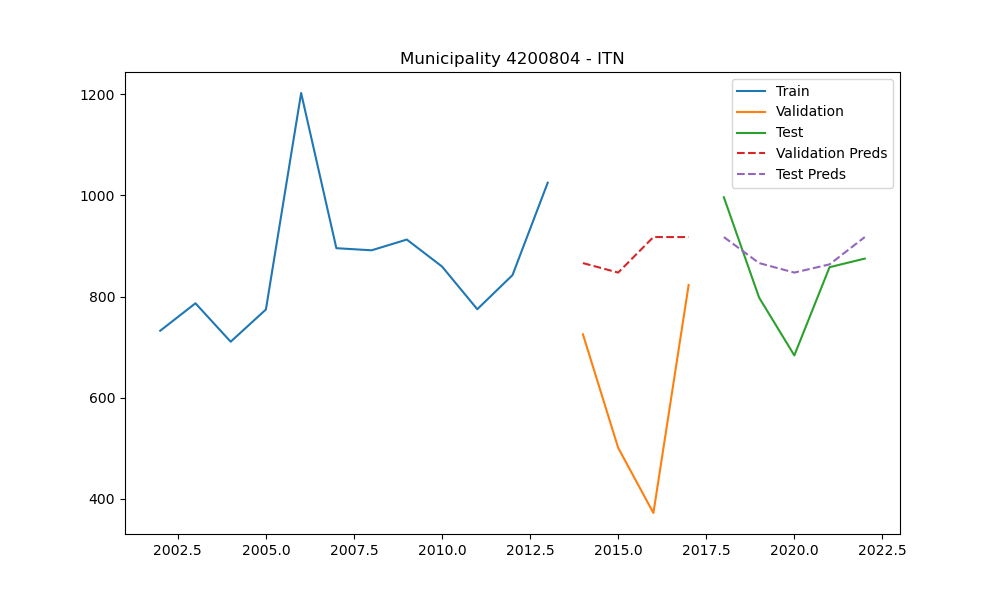 Municipality 4200804 - ITN
Train
Validation
Test
Validation Preds
Test Preds
1200
1000
800
600
400
2002.5 2005.0 2007.5 2010.0 2012.5 2015.0 2017.5 2020.0 2022.5